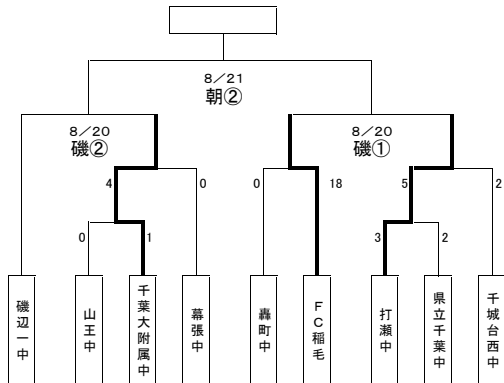 8/21
朝②
8/20
磯②
8/20
磯①
4
0
0
18
5
2
0
1
3
2
磯辺一中
山王中
千葉大附属中
幕張中
轟町中
FC稲毛
打瀬中
県立千葉中
千城台西中